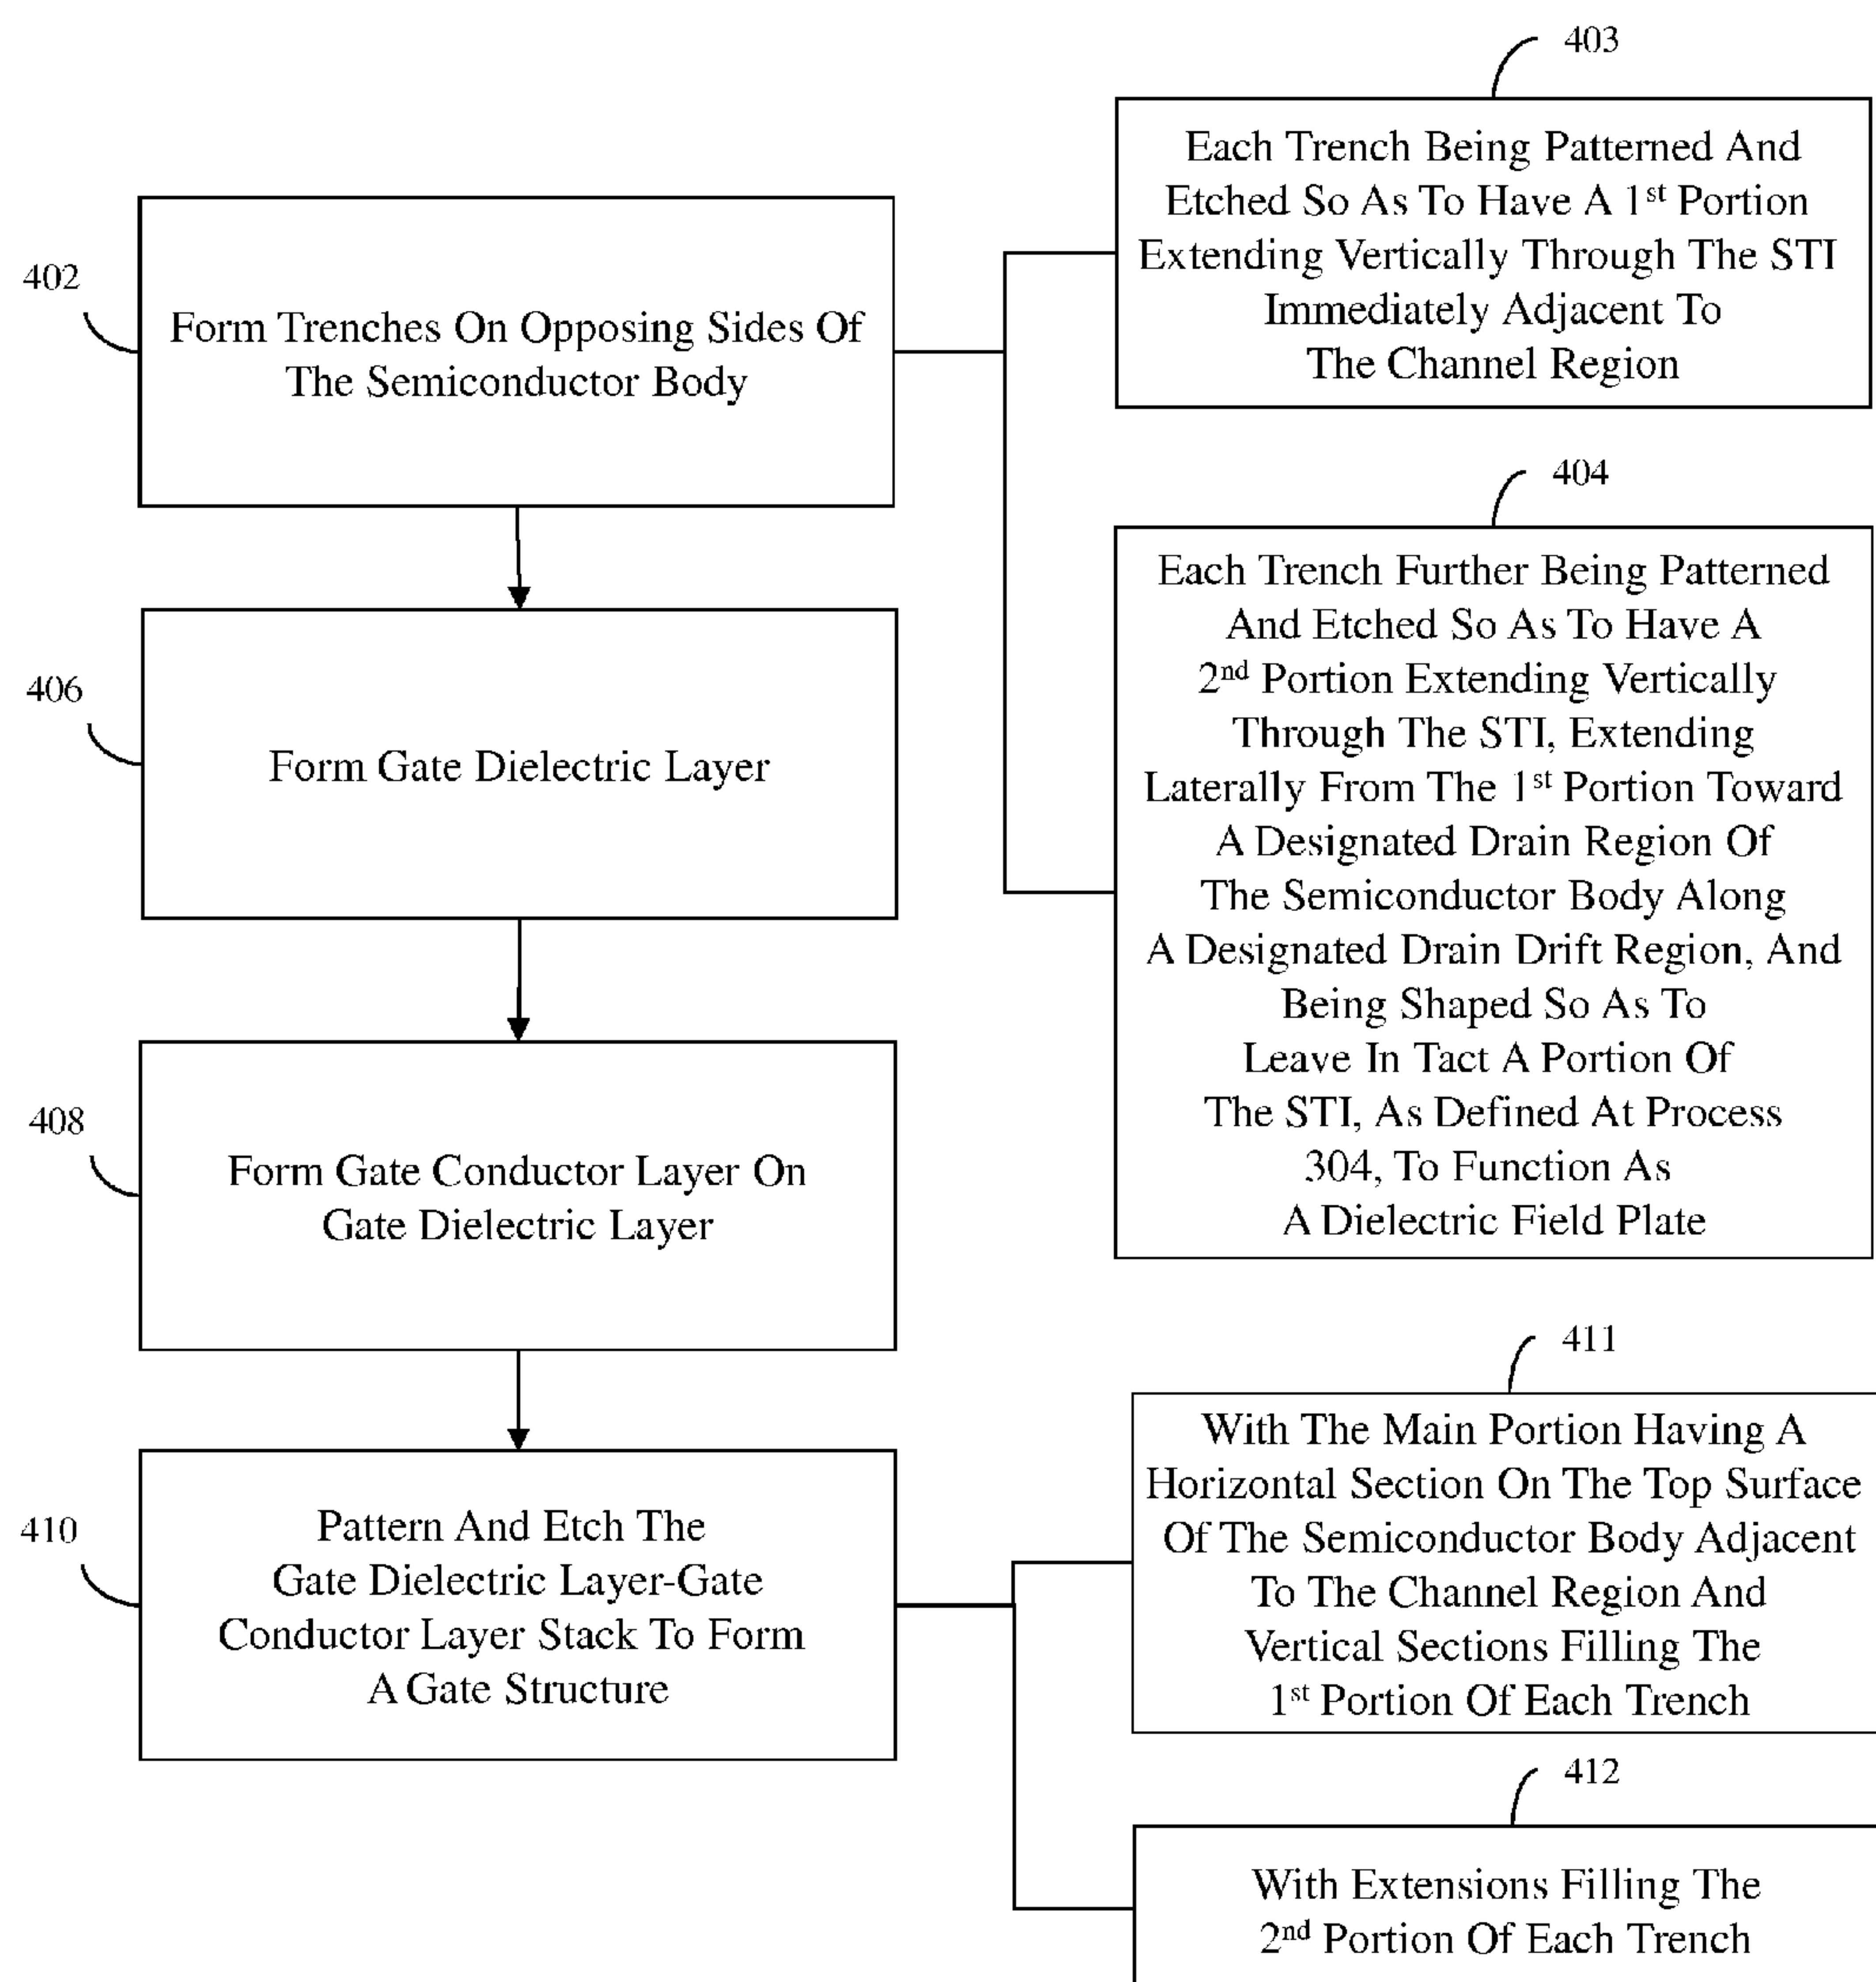 402
Form Trenches On Opposing Sides Of
The Semiconductor Body
403
Each Trench Being Patterned And
Etched So As To Have A 1st Portion
Extending Vertically Through The STI
Immediately Adjacent To
The Channel Region
404
Each Trench Further Being Patterned
And Etched So As To Have A
2nd Portion Extending Vertically
Through The STI, Extending
Laterally From The 1st Portion Toward
A Designated Drain Region Of
The Semiconductor Body Along
A Designated Drain Drift Region, And
Being Shaped So As To
Leave In Tact A Portion Of
The STI, As Defined At Process
304, To Function As
A Dielectric Field Plate
406
Form Gate Dielectric Layer
408
Form Gate Conductor Layer On
Gate Dielectric Layer
410
Pattern And Etch The
Gate Dielectric Layer-Gate
Conductor Layer Stack To Form
A Gate Structure
411
With The Main Portion Having A
Horizontal Section On The Top Surface
Of The Semiconductor Body Adjacent
To The Channel Region And
Vertical Sections Filling The
1st Portion Of Each Trench
412
With Extensions Filling The
2nd Portion Of Each Trench